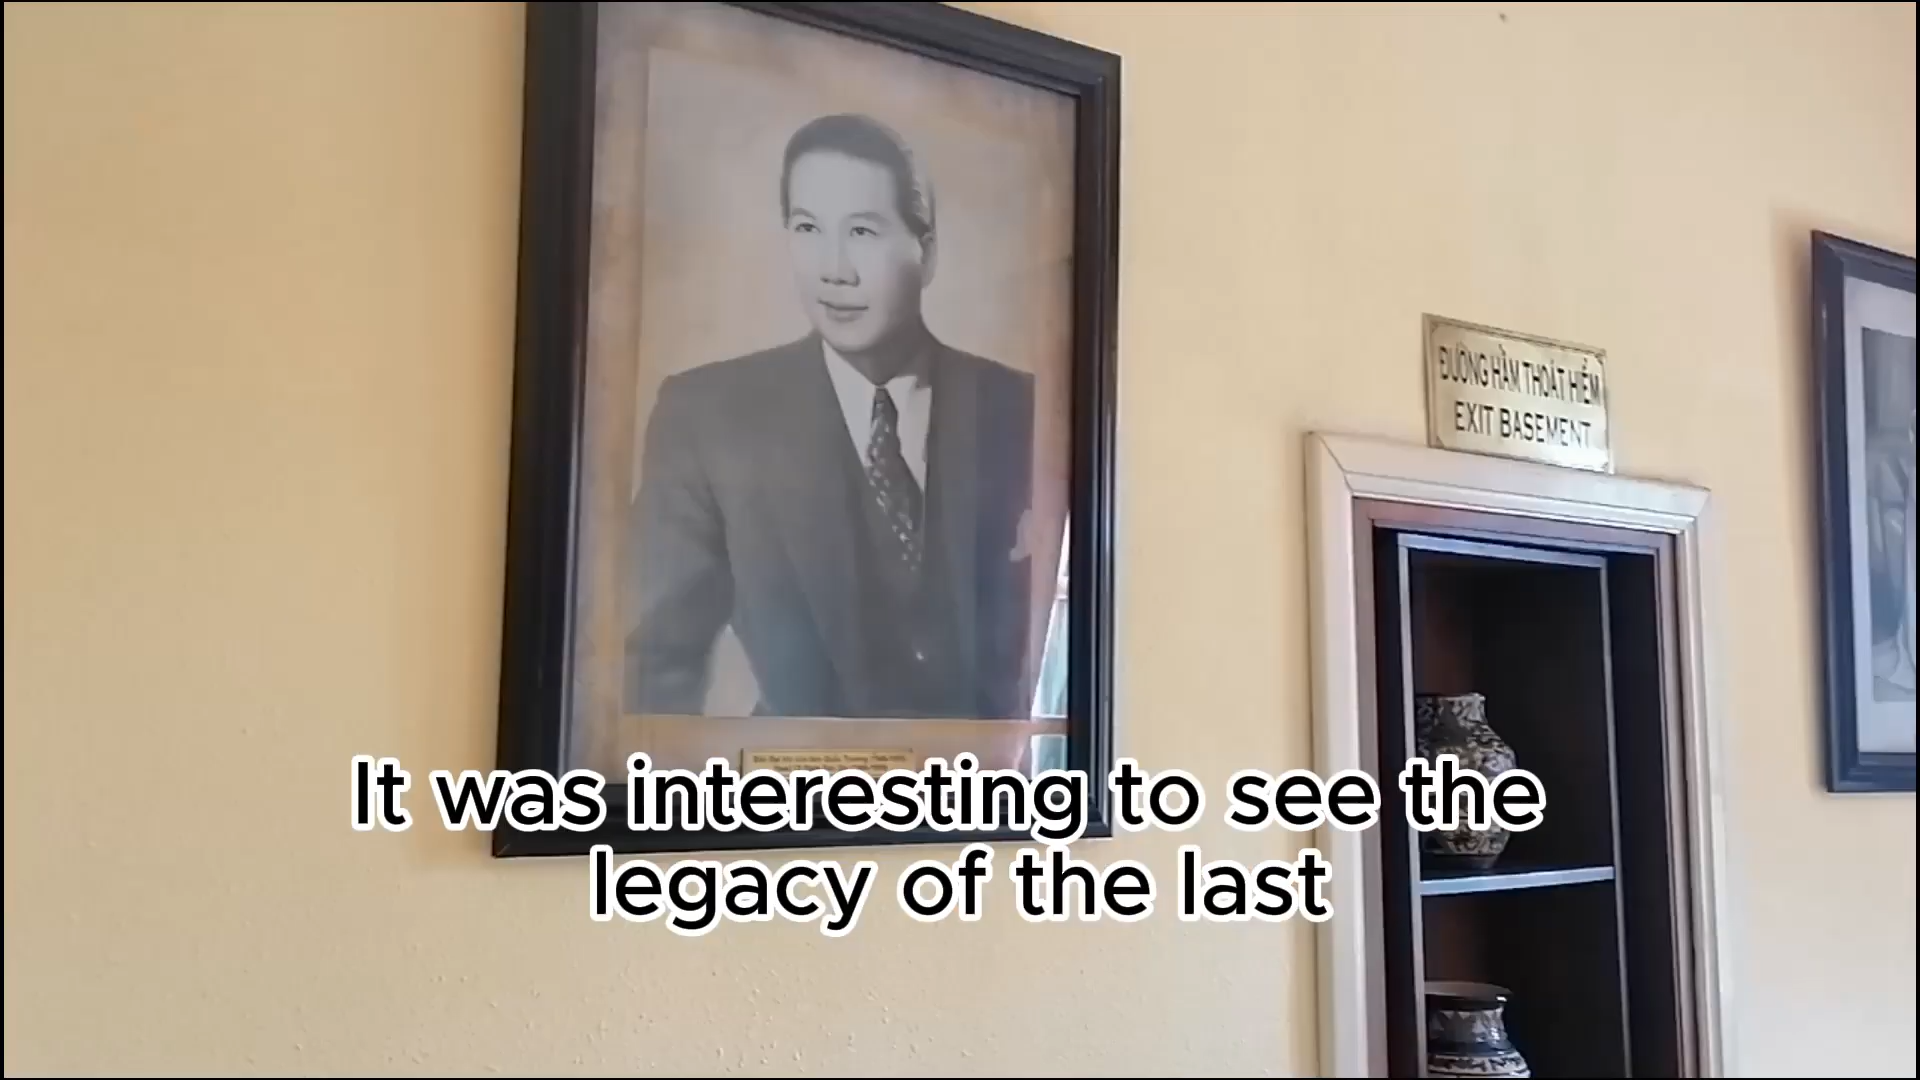 ĐƯỜNG HẦM THOÁT HIỂM
EXIT BASEMENT
It was interesting to see the
legacy of the last